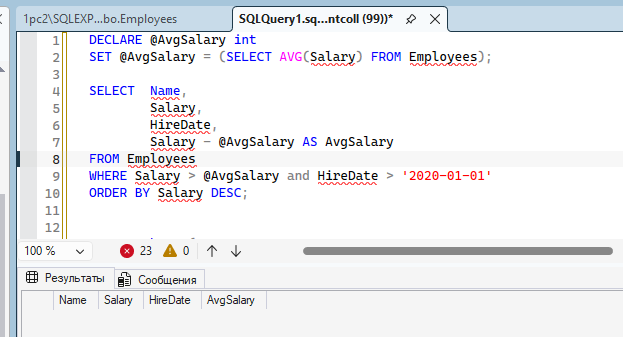 1pc2\SQLEXP...bo.Employees
SQLQuery1.sq...ntcoll (99))*
1 DECLARE @AvgSalary int
2 SET @AvgSalary = (SELECT AVG(Salary) FROM Employees);
3
4 SELECT  Name,
5 Salary,
6 HireDate,
7 Salary - @AvgSalary AS AvgSalary
8 FROM Employees
9 WHERE Salary > @AvgSalary and HireDate > '2020-01-01'
10 ORDER BY Salary DESC;
11
12
100 % 23 0
Результаты Сообщения
Name Salary HireDate AvgSalary